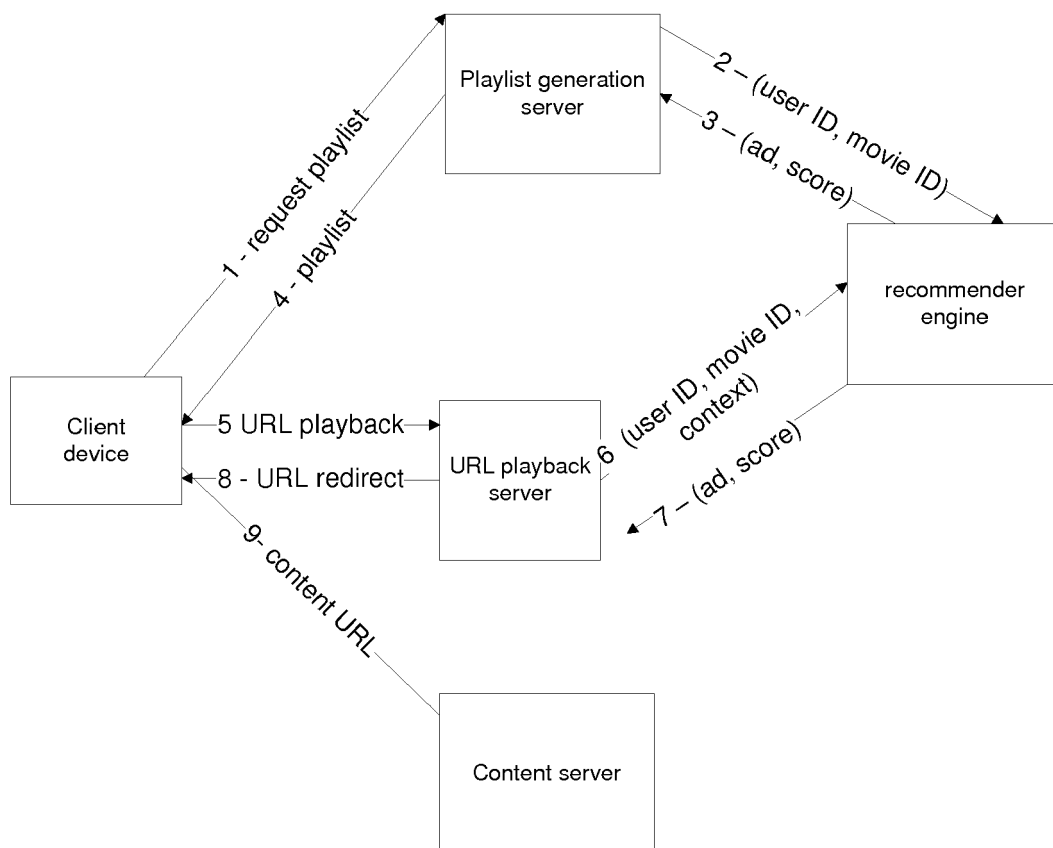 Playlist generation
server
2 – (user ID, movie ID)
3 – (ad, score)
1 - request playlist
4 - playlist
recommender
engine
Client
device
5 URL playback
8 - URL redirect
URL playback
server
6 (user ID, movie ID,
context)
7 – (ad, score)
9- content URL
Content server